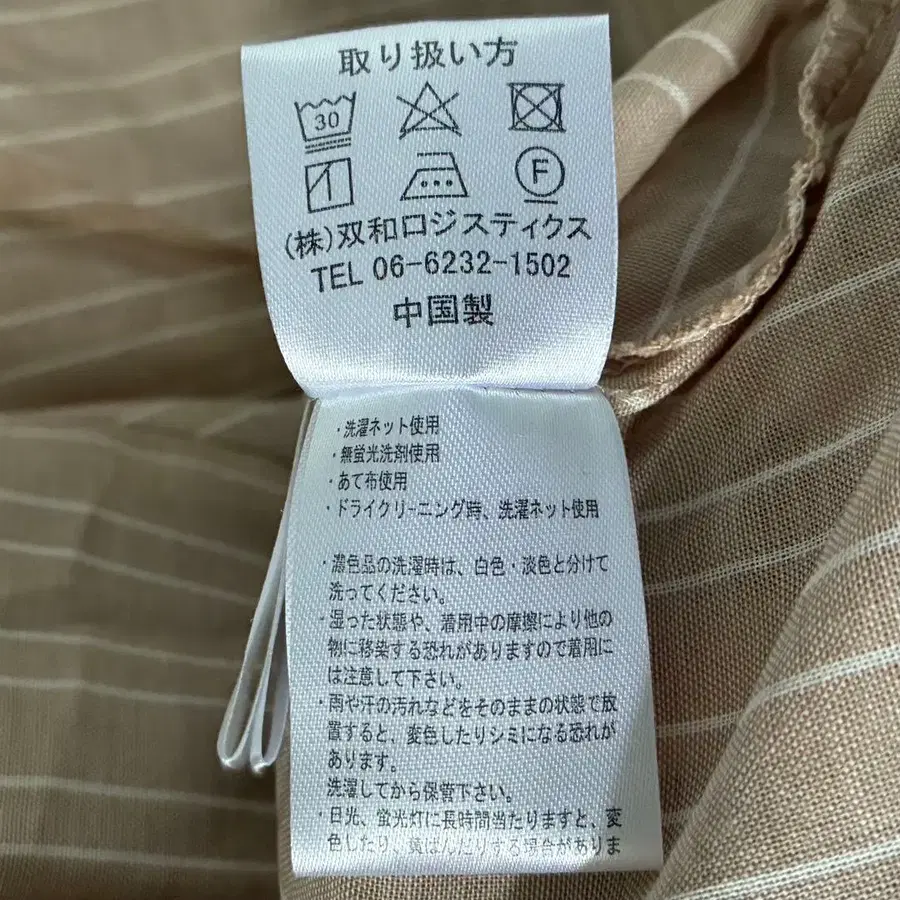 取り扱い方
30
F
(株)双和ロジスティクス
TEL 06-6232-1502
中国製
・洗濯ネット使用
・無蛍光洗剤使用
・あて布使用
・ドライクリーニング時、洗濯ネット使用
・濃色品の洗濯時は、白色・淡色と分けて
洗ってください。
・湿った状態や、着用中の摩擦により他の
物に移染する恐れがありますので着用に
は注意して下さい。
・雨や汗の汚れなどをそのままの状態で放
置すると、変色したりシミになる恐れが
あります。
洗濯してから保管下さい。
・日光、蛍光灯に長時間当たりますと、変
色したり、黄ばんだりする場合がありま